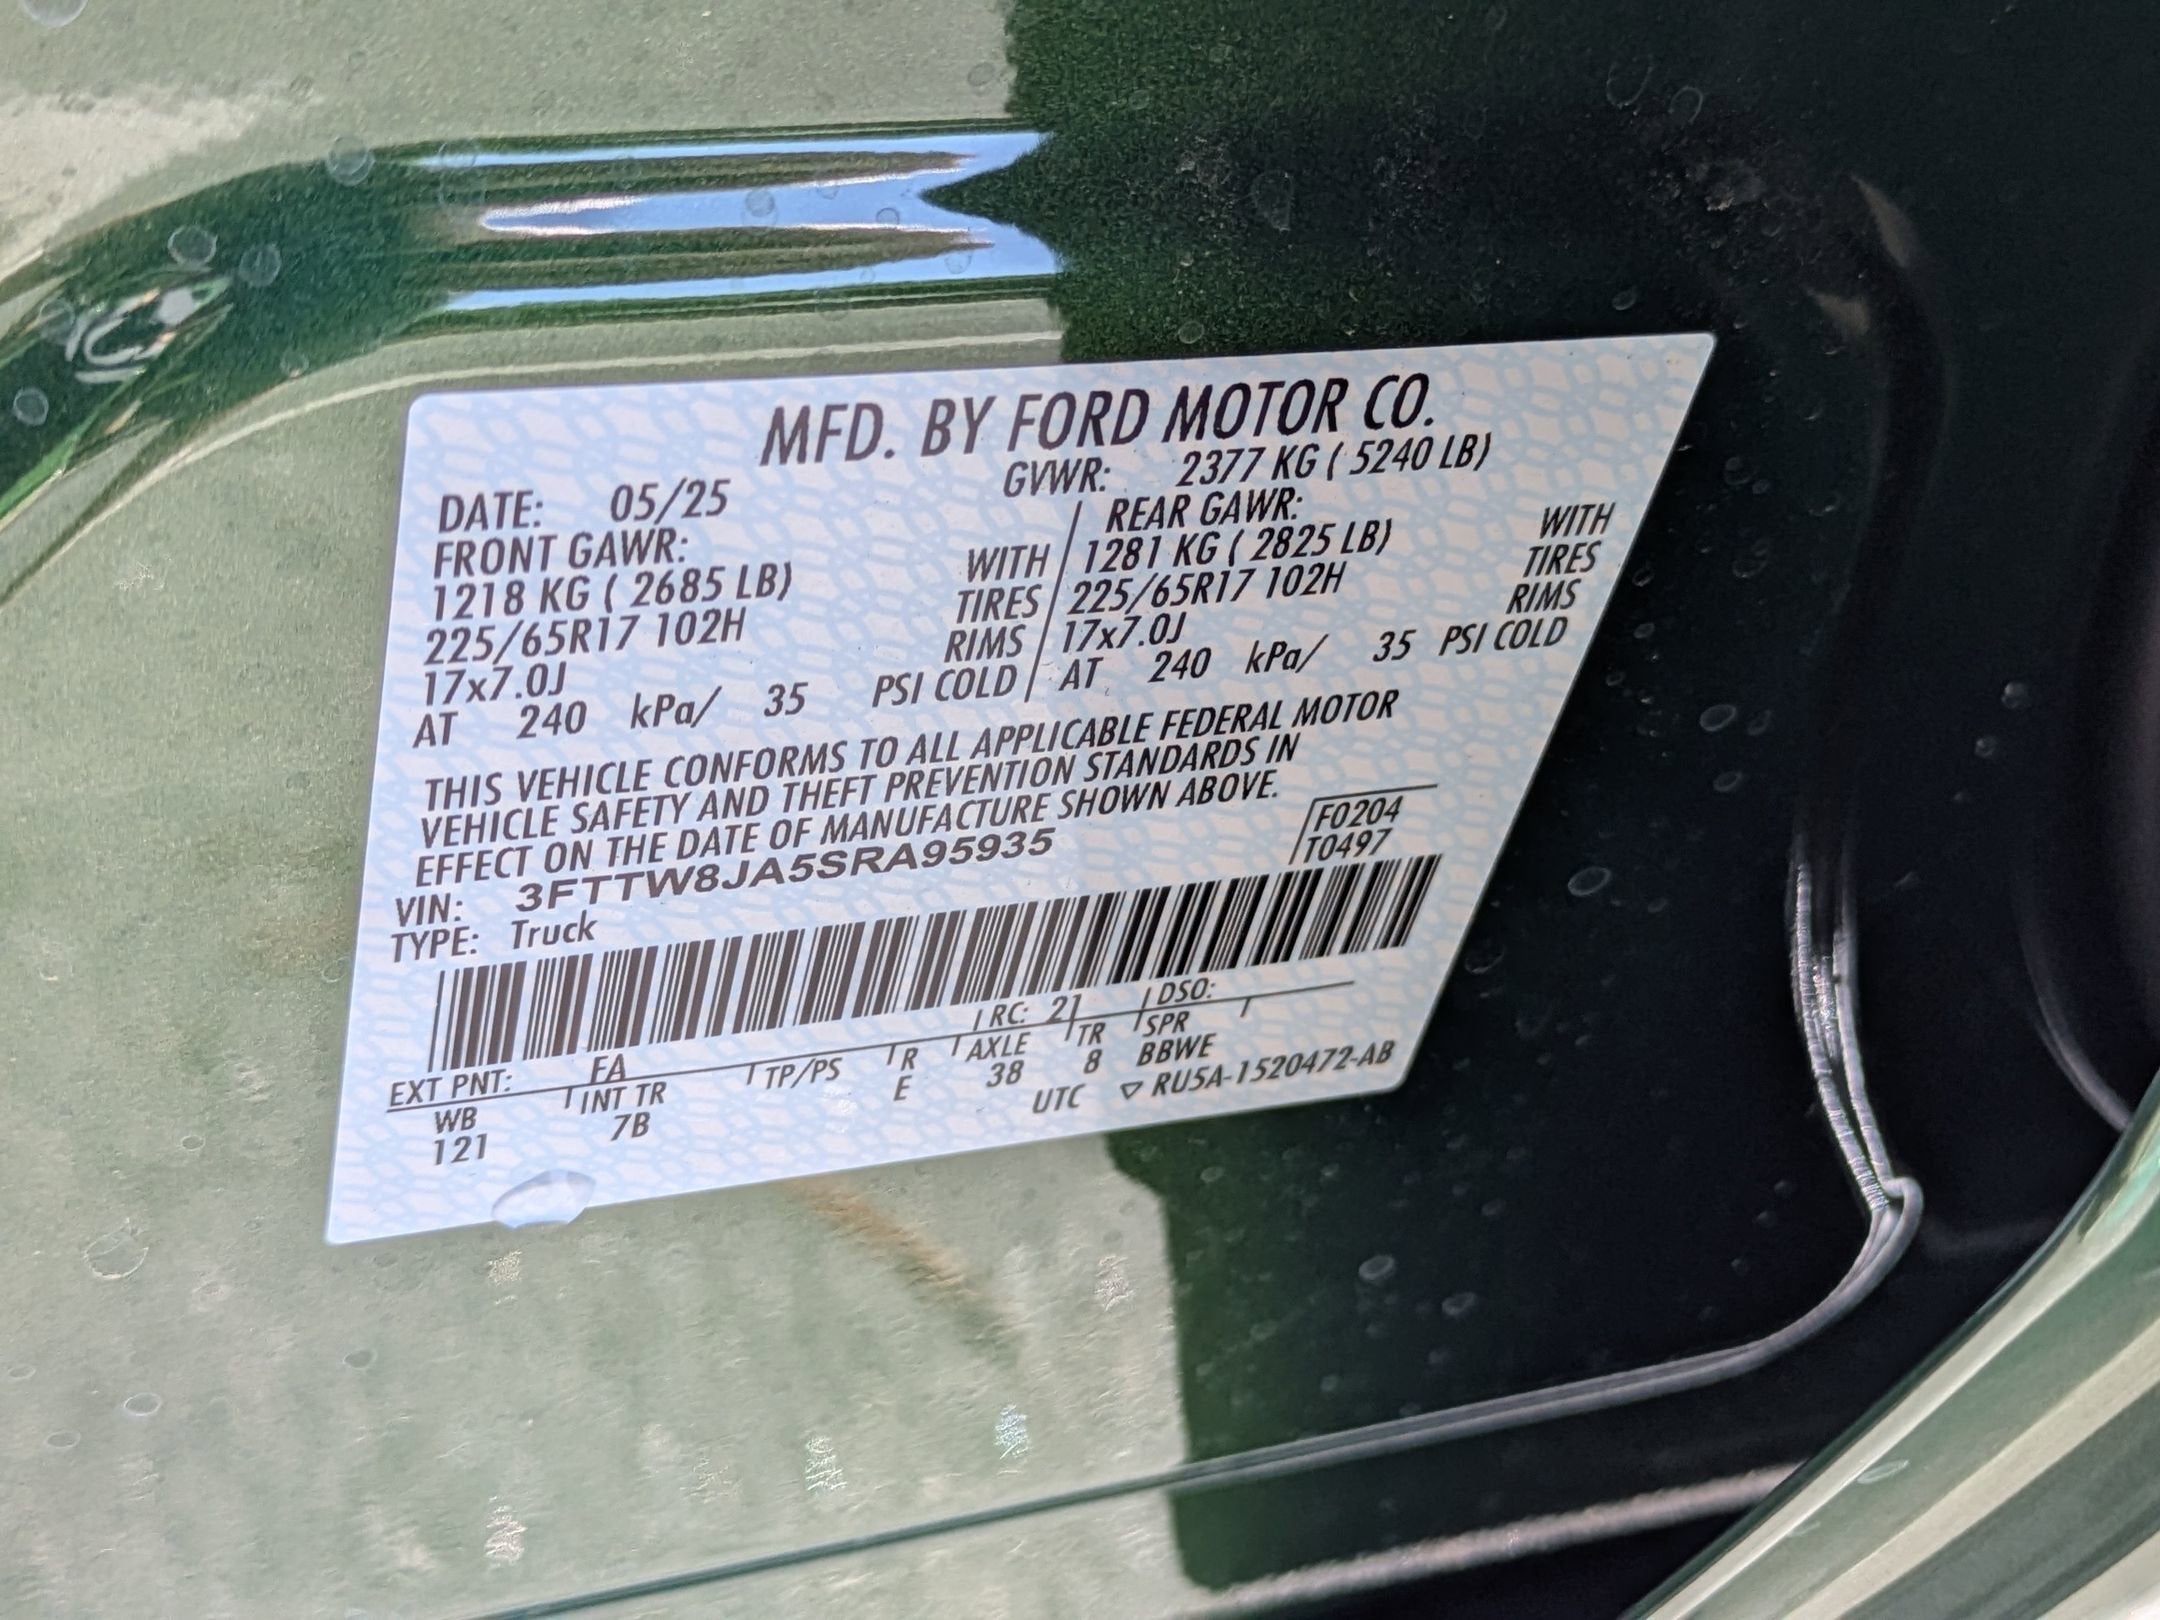 MFD. BY FORD MOTOR CO.
DATE: 05/25 GVWR: 2377 KG ( 5240 LB)
FRONT GAWR: REAR GAWR:
1218 KG ( 2685 LB) WITH 1281 KG ( 2825 LB) WITH
225/65R17 102H TIRES 225/65R17 102H TIRES
17x7.0J RIMS 17x7.0J RIMS
AT 240 kPa/ 35 PSI COLD AT 240 kPa/ 35 PSI COLD
THIS VEHICLE CONFORMS TO ALL APPLICABLE FEDERAL MOTOR
VEHICLE SAFETY AND THEFT PREVENTION STANDARDS IN
EFFECT ON THE DATE OF MANUFACTURE SHOWN ABOVE.
F0204
T0497
VIN: 3FTTW8JA5SRA95935
TYPE: Truck
EXT PNT: FA RC: 21 DSO:
WB INT TR TP/PS R AXLE TR SPR
121 7B E 38 8 BBWE
UTC ▽ RU5A-1520472-AB